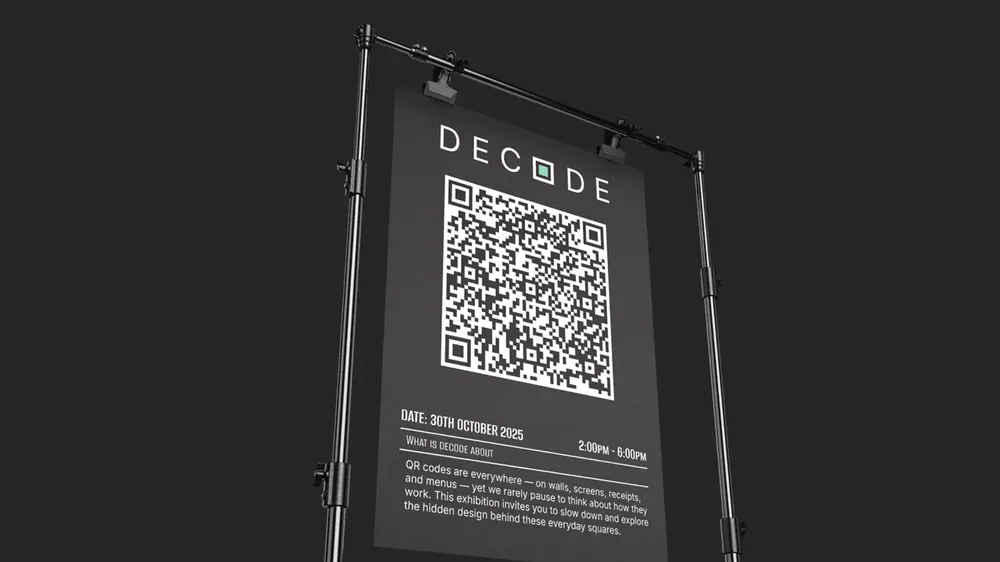 DECODE
DATE: 30TH OCTOBER 2025
2:00PM - 6:00PM
WHAT IS DECODE ABOUT
QR codes are everywhere — on walls, screens, receipts,
and menus — yet we rarely pause to think about how they
work. This exhibition invites you to slow down and explore
the hidden design behind these everyday squares.